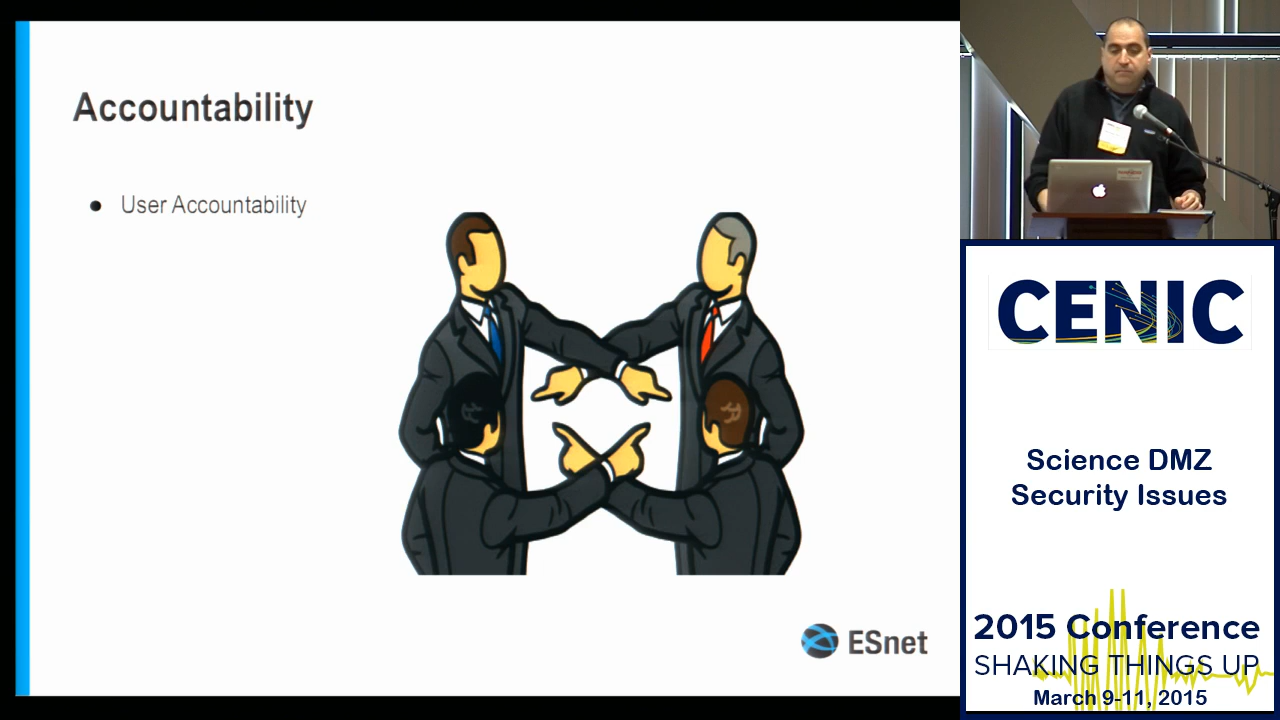 Accountability
● User Accountability
ESnet
CENIC
Science DMZ
Security Issues
2015 Conference
SHAKING THINGS UP
March 9-11, 2015